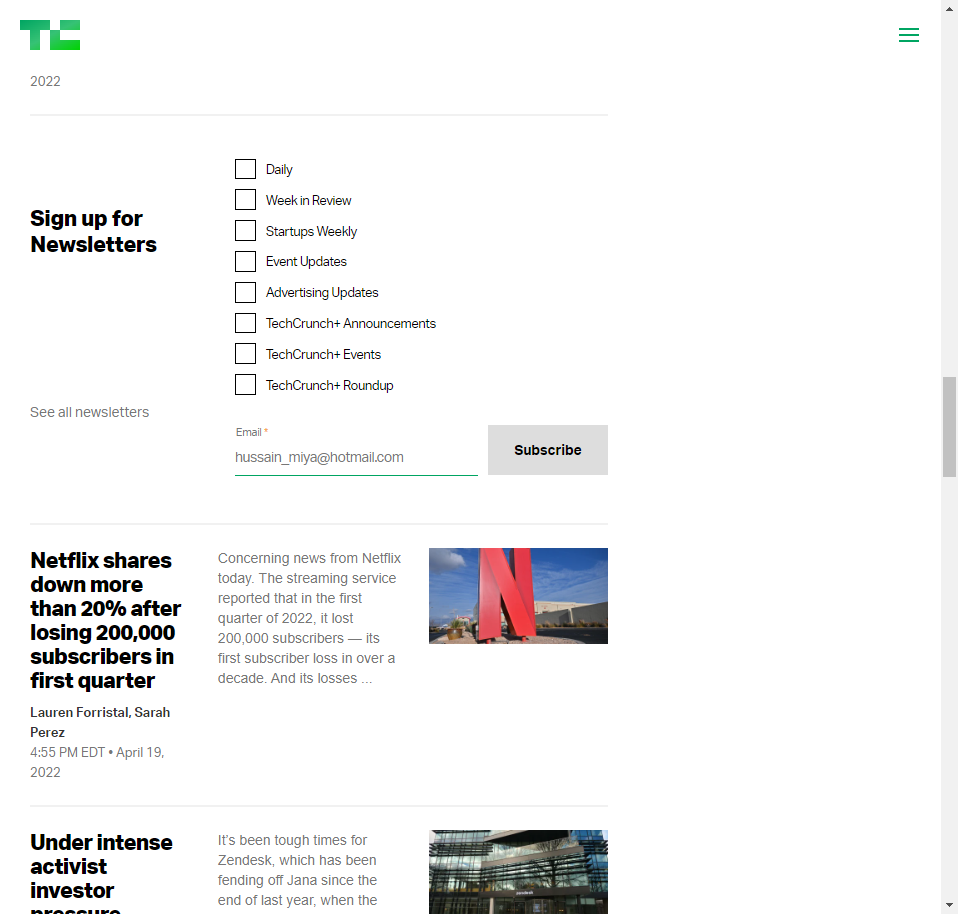 TC
2022
Sign up for
Newsletters
See all newsletters
Daily
Week in Review
Startups Weekly
Event Updates
Advertising Updates
TechCrunch+ Announcements
TechCrunch+ Events
TechCrunch+ Roundup
Email *
hussain_miya@hotmail.com
Subscribe
Netflix shares
down more
than 20% after
losing 200,000
subscribers in
first quarter
Lauren Forristal, Sarah
Perez
4:55 PM EDT • April 19,
2022
Concerning news from Netflix
today. The streaming service
reported that in the first
quarter of 2022, it lost
200,000 subscribers — its
first subscriber loss in over a
decade. And its losses ...
N
Under intense
activist
investor
pressure
It’s been tough times for
Zendesk, which has been
fending off Jana since the
end of last year, when the
zendesk